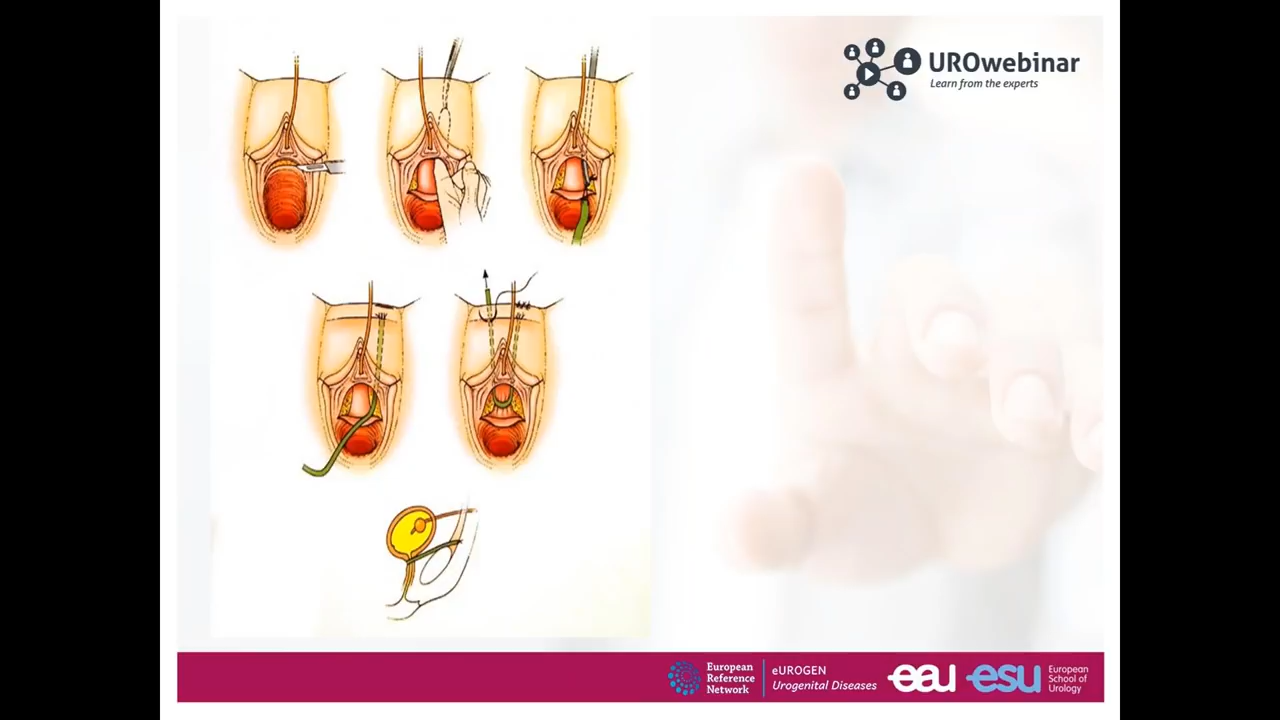 UROwebinar
Learn from the experts
European
Reference
Network
eUROGEN
Urogenital Diseases
eau
esu
European
School of
Urology